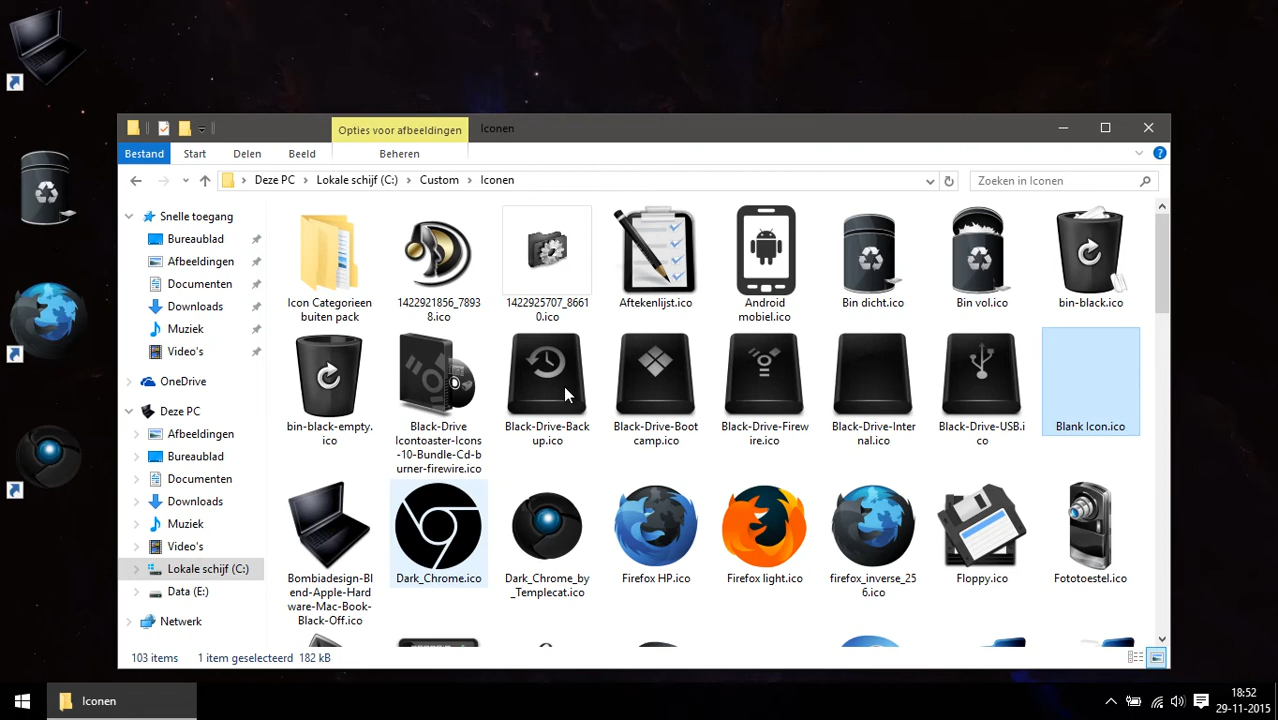 Opties voor afbeeldingen
Iconen
Bestand
Start
Delen
Beeld
Beheren
Deze PC
Lokale schijf (C:)
Custom
Iconen
Zoeken in Iconen
Snelle toegang
Bureaublad
Afbeeldingen
Documenten
Downloads
Muziek
Video's
OneDrive
Deze PC
Afbeeldingen
Bureaublad
Documenten
Downloads
Muziek
Video's
Lokale schijf (C:)
Data (E:)
Netwerk
Icon Categorieen
buiten pack
1422921856_7893
8.ico
1422925707_8661
0.ico
Aftekenlijst.ico
Android
mobiel.ico
Bin dicht.ico
Bin vol.ico
bin-black.ico
bin-black-empty.
ico
Black-Drive
Icontoaster-Icons
-10-Bundle-Cd-b
urner-firewire.ico
Black-Drive-Back
up.ico
Black-Drive-Boot
camp.ico
Black-Drive-Firew
ire.ico
Black-Drive-Inter
nal.ico
Black-Drive-USB.i
co
Blank Icon.ico
Bombiadesign-Bl
end-Apple-Hard
ware-Mac-Book-
Black-Off.ico
Dark_Chrome.ico
Dark_Chrome_by
_Templecat.ico
Firefox HP.ico
Firefox light.ico
firefox_inverse_25
6.ico
Floppy.ico
Fototoestel.ico
103 items
1 item geselecteerd 182 kB
Iconen
18:52
29-11-2015